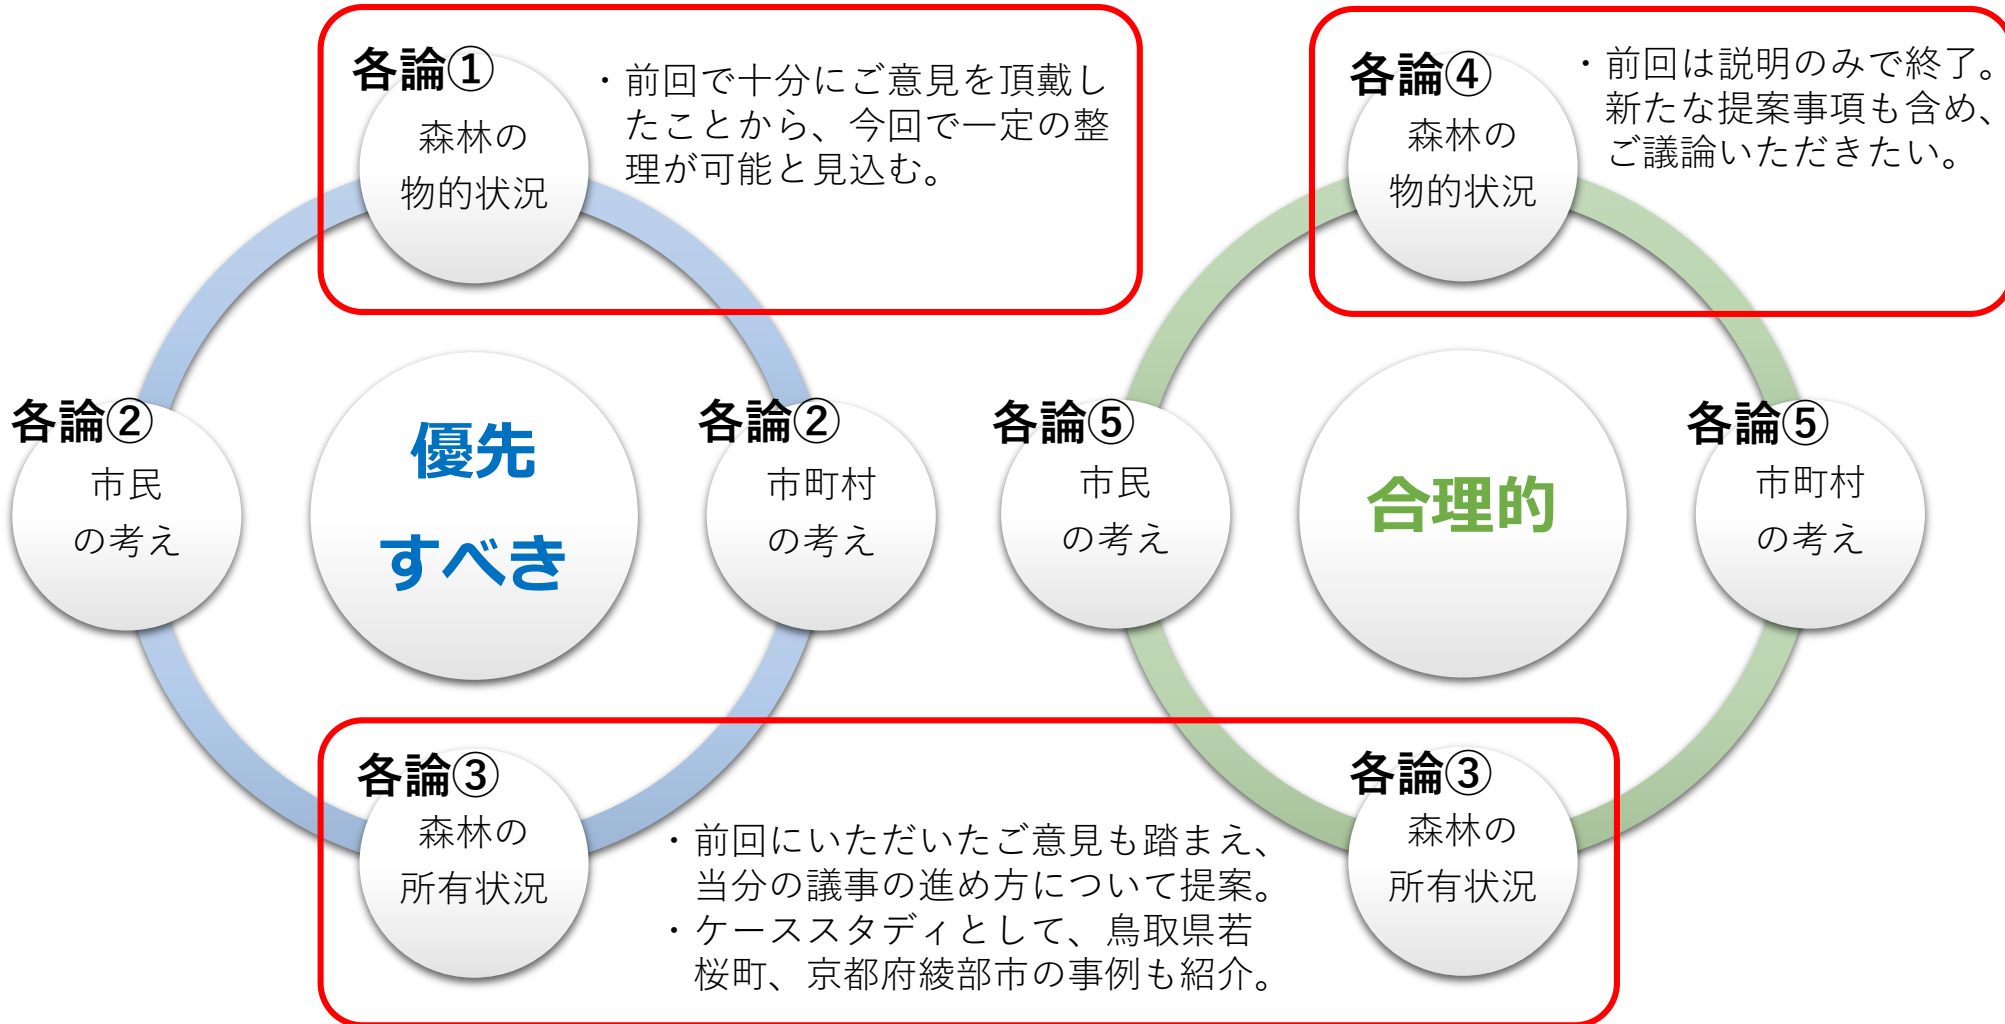 各論①
森林の
物的状況
・前回で十分にご意見を頂戴し
たことから、今回で一定の整
理が可能と見込む。
各論②
市民
の考え
優先
すべき
各論②
市町村
の考え
各論④
森林の
物的状況
・前回は説明のみで終了。
新たな提案事項も含め、
ご議論いただきたい。
各論⑤
市民
の考え
合理的
各論⑤
市町村
の考え
各論③
森林の
所有状況
・前回にいただいたご意見も踏まえ、
当分の議事の進め方について提案。
・ケーススタディとして、鳥取県若
桜町、京都府綾部市の事例も紹介。
各論③
森林の
所有状況